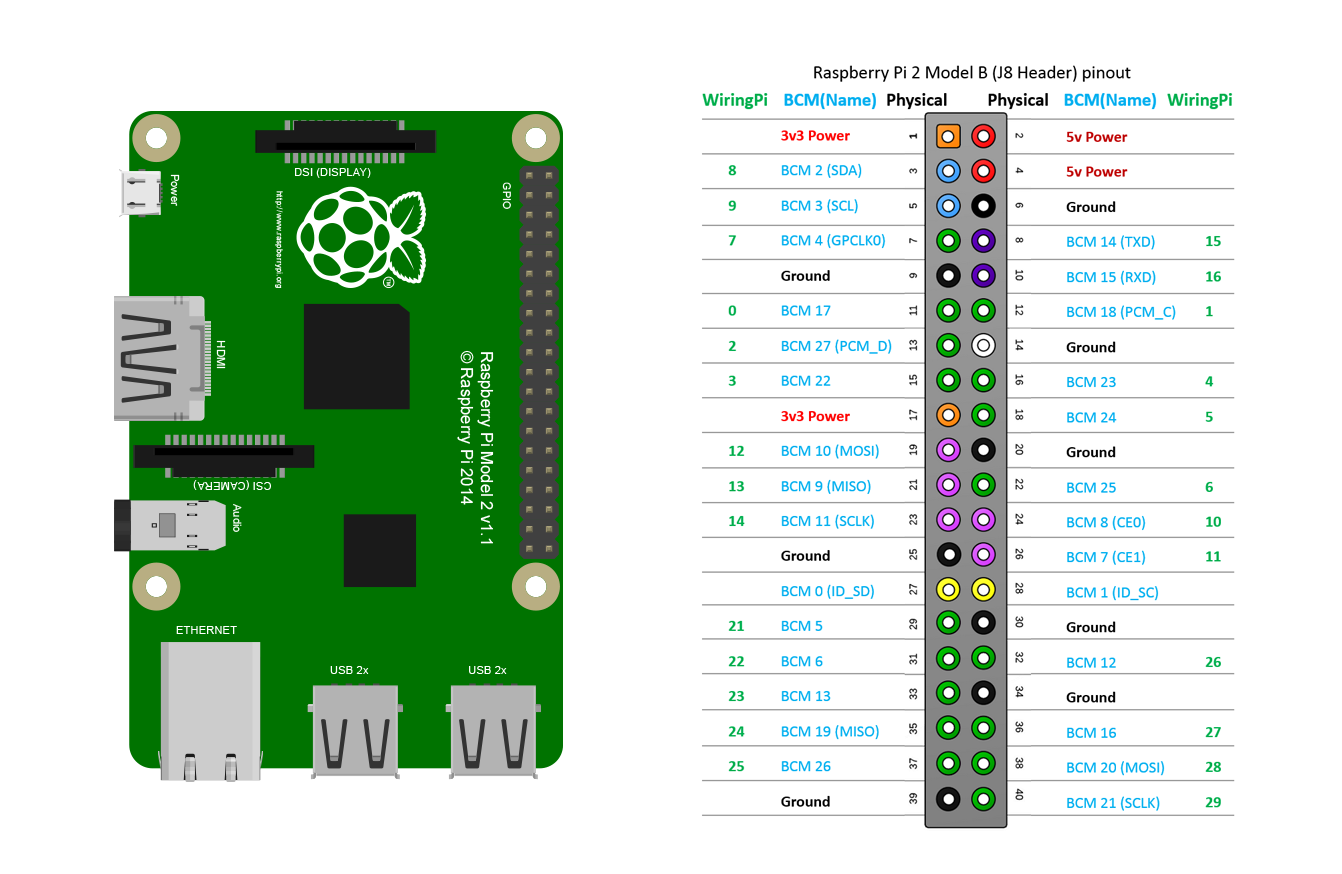 DSI (DISPLAY)
Power
GPIO
http://www.raspberrypi.org
TM
HDMI
Raspberry Pi Model 2 v1.1
© Raspberry Pi 2014
CSI (CAMERA)
Audio
ETHERNET
USB 2x
USB 2x
Raspberry Pi 2 Model B (J8 Header) pinout
WiringPi BCM(Name) Physical Physical BCM(Name) WiringPi
3v3 Power 1 2 5v Power
8 BCM 2 (SDA) 3 4 5v Power
9 BCM 3 (SCL) 5 6 Ground
7 BCM 4 (GPCLK0) 7 8 BCM 14 (TXD) 15
Ground 9 10 BCM 15 (RXD) 16
0 BCM 17 11 12 BCM 18 (PCM_C) 1
2 BCM 27 (PCM_D) 13 14 Ground
3 BCM 22 15 16 BCM 23 4
3v3 Power 17 18 BCM 24 5
12 BCM 10 (MOSI) 19 20 Ground
13 BCM 9 (MISO) 21 22 BCM 25 6
14 BCM 11 (SCLK) 23 24 BCM 8 (CE0) 10
Ground 25 26 BCM 7 (CE1) 11
BCM 0 (ID_SD) 27 28 BCM 1 (ID_SC)
21 BCM 5 29 30 Ground
22 BCM 6 31 32 BCM 12 26
23 BCM 13 33 34 Ground
24 BCM 19 (MISO) 35 36 BCM 16 27
25 BCM 26 37 38 BCM 20 (MOSI) 28
Ground 39 40 BCM 21 (SCLK) 29